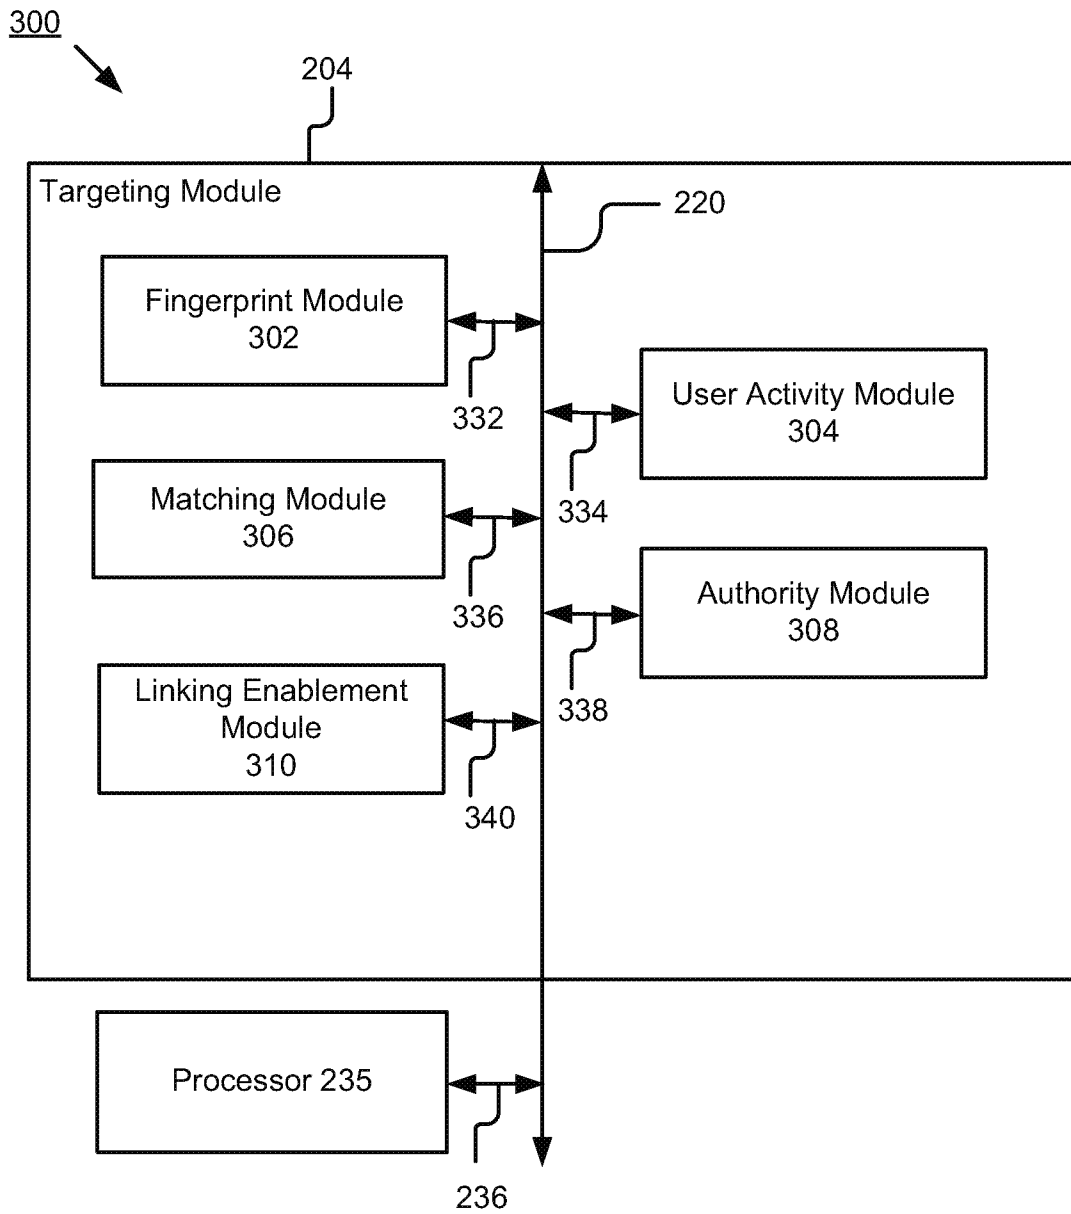 300
204
Targeting Module
220
Fingerprint Module
302
332
User Activity Module
304
334
Matching Module
306
336
Authority Module
308
338
Linking Enablement
Module
310
340
Processor 235
236